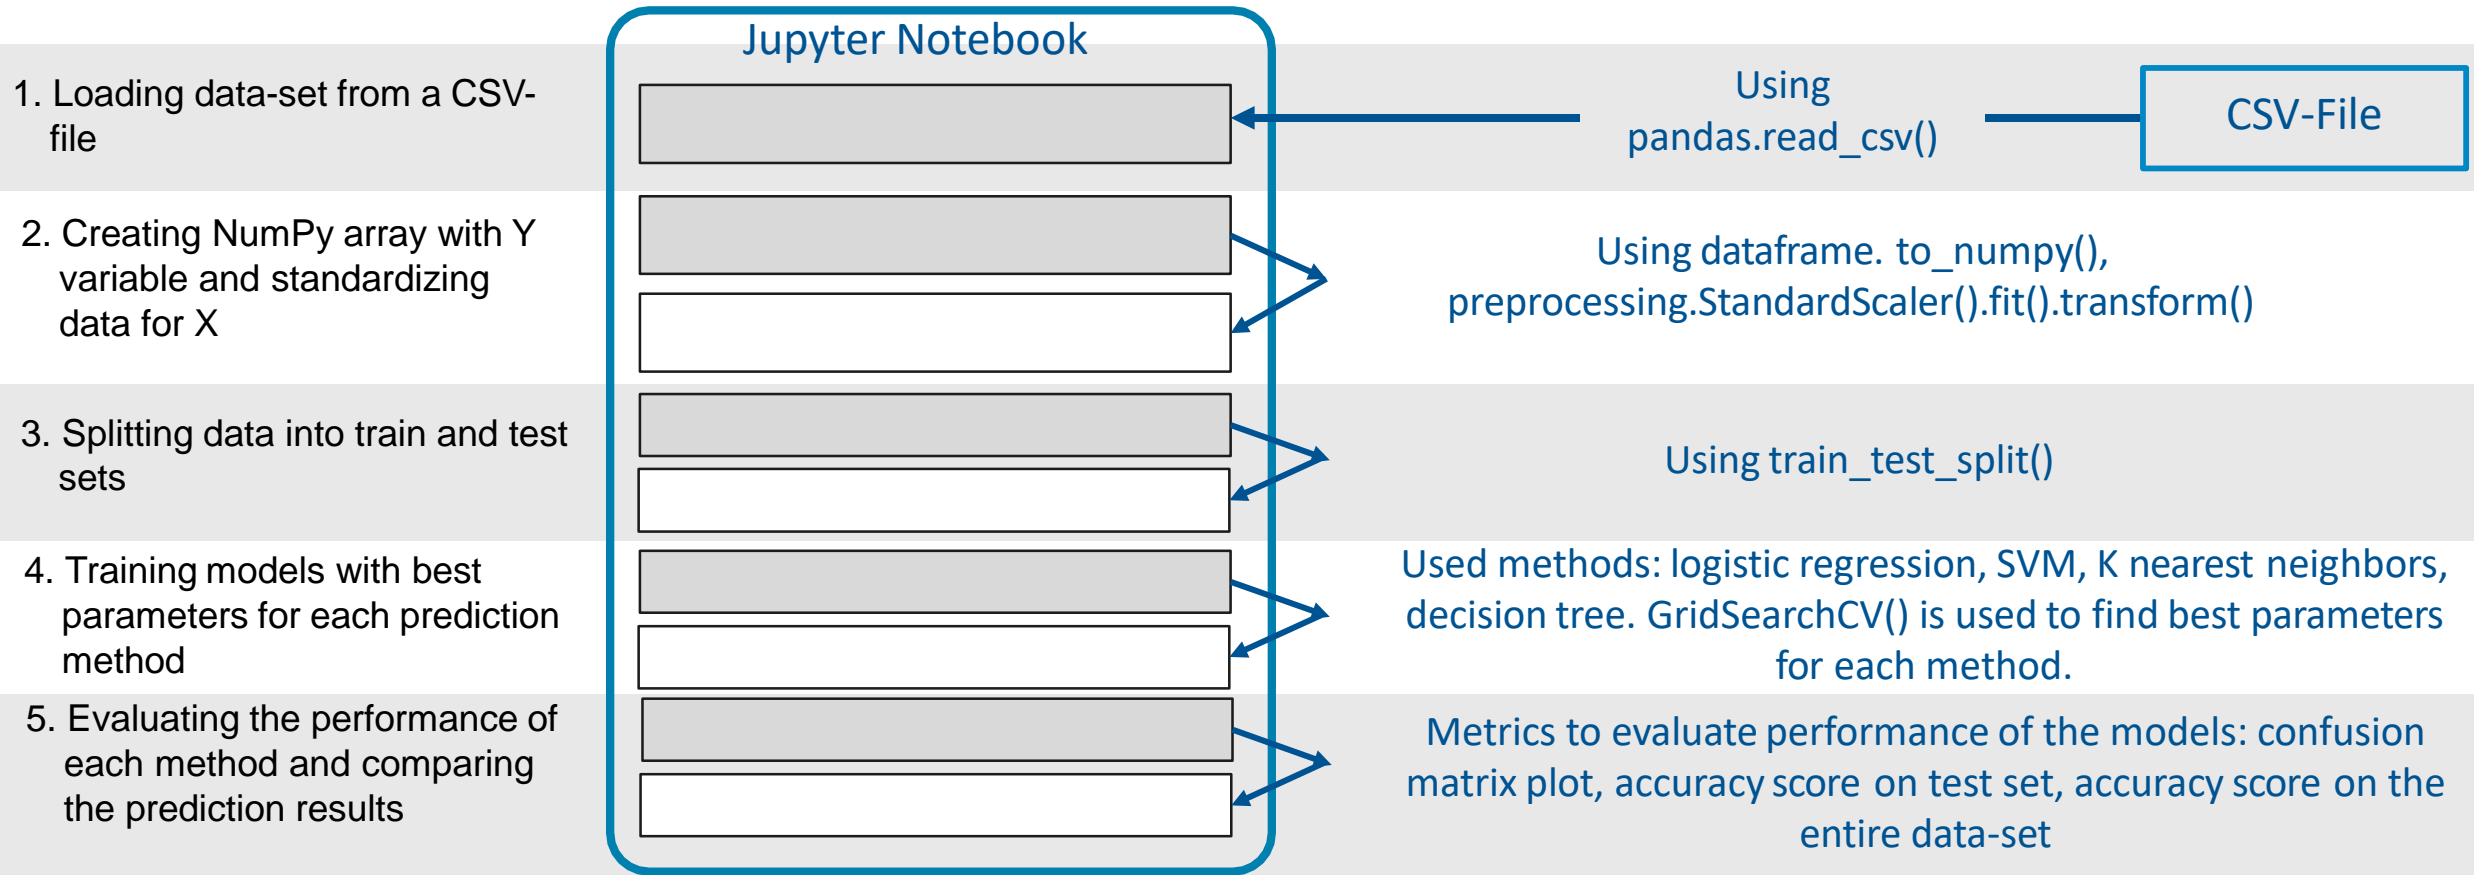 Jupyter Notebook
1. Loading data-set from a CSV-
file
Using
pandas.read_csv()
CSV-File
2. Creating NumPy array with Y
variable and standardizing
data for X
Using dataframe. to_numpy(),
preprocessing.StandardScaler().fit().transform()
3. Splitting data into train and test
sets
Using train_test_split()
4. Training models with best
parameters for each prediction
method
Used methods: logistic regression, SVM, K nearest neighbors,
decision tree. GridSearchCV() is used to find best parameters
for each method.
5. Evaluating the performance of
each method and comparing
the prediction results
Metrics to evaluate performance of the models: confusion
matrix plot, accuracy score on test set, accuracy score on the
entire data-set